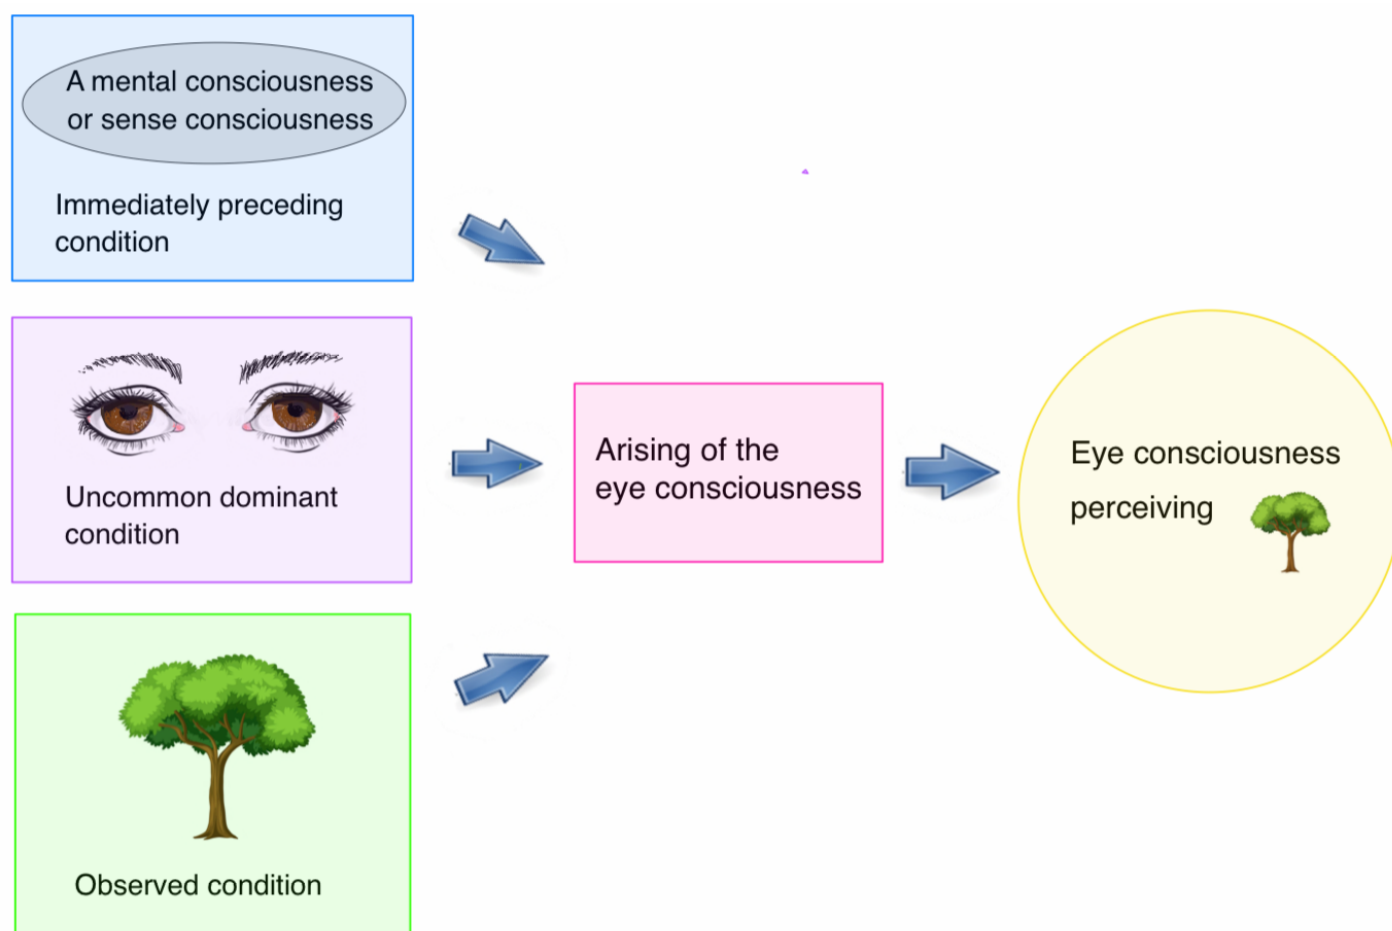 A mental consciousness
or sense consciousness
Immediately preceding
condition
Uncommon dominant
condition
Observed condition
Arising of the
eye consciousness
Eye consciousness
perceiving